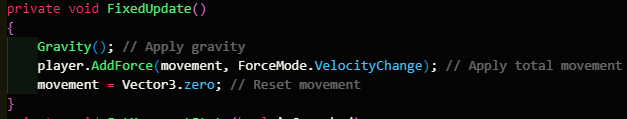 private void FixedUpdate()
{
Gravity(); // Apply gravity
player.AddForce(movement, ForceMode.VelocityChange); // Apply total movement
movement = Vector3.zero; // Reset movement
}